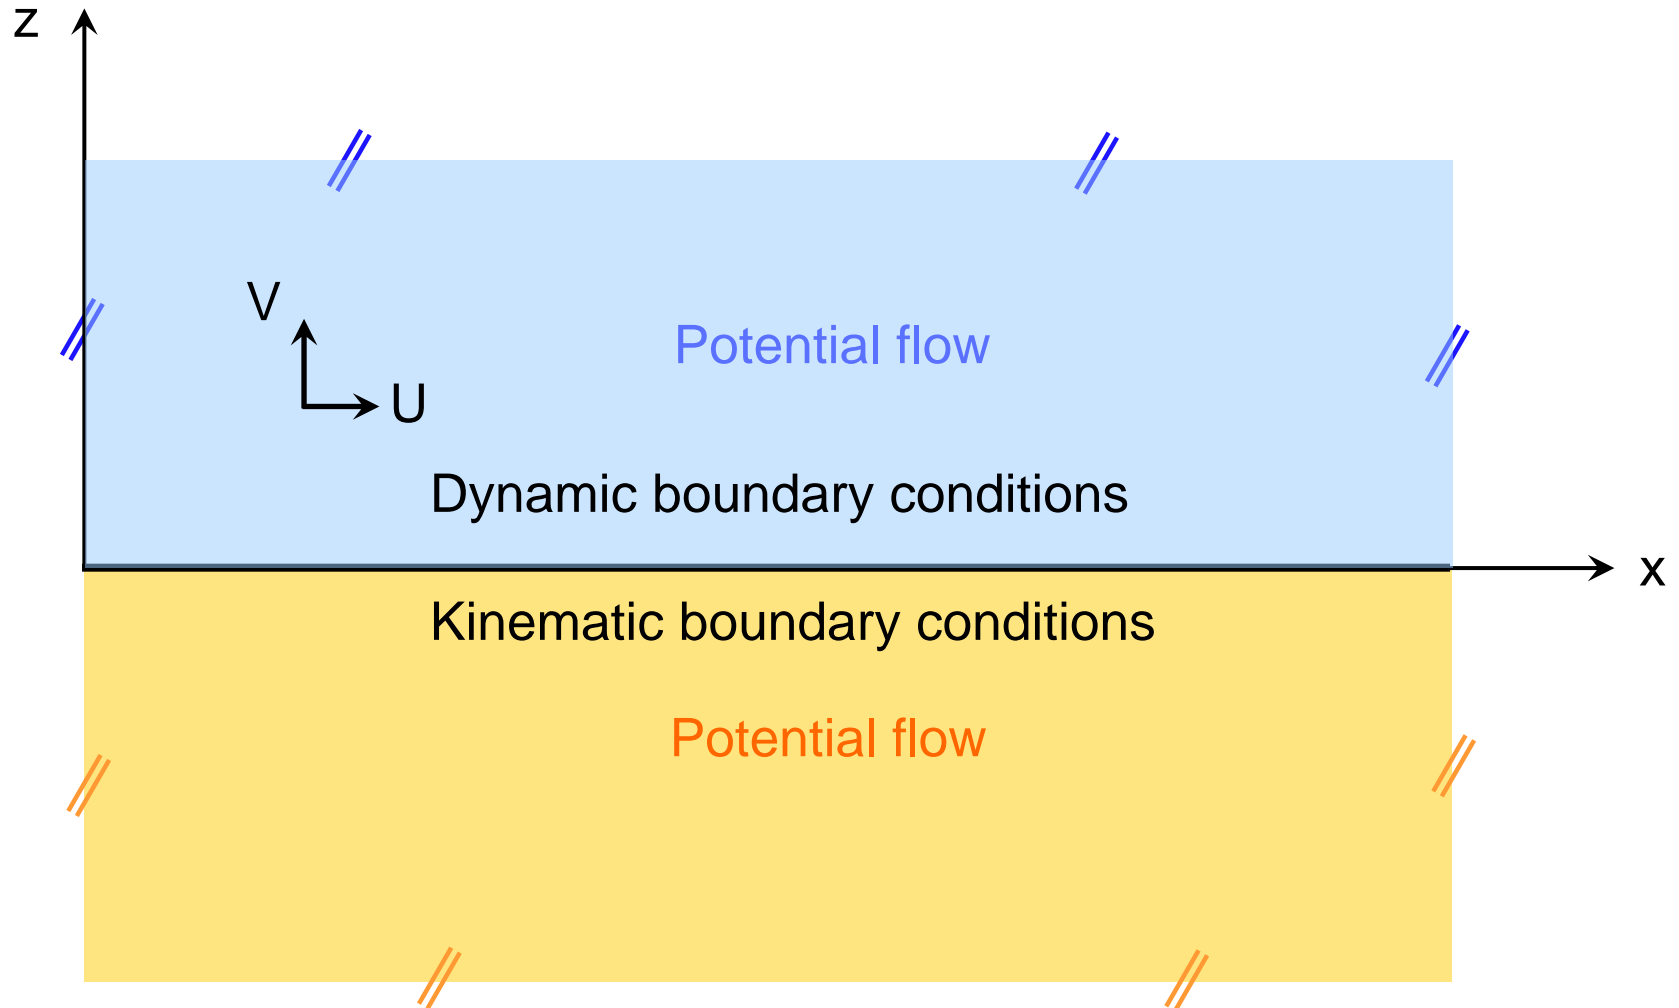 z
V
Potential flow
U
Dynamic boundary conditions
x
Kinematic boundary conditions
Potential flow